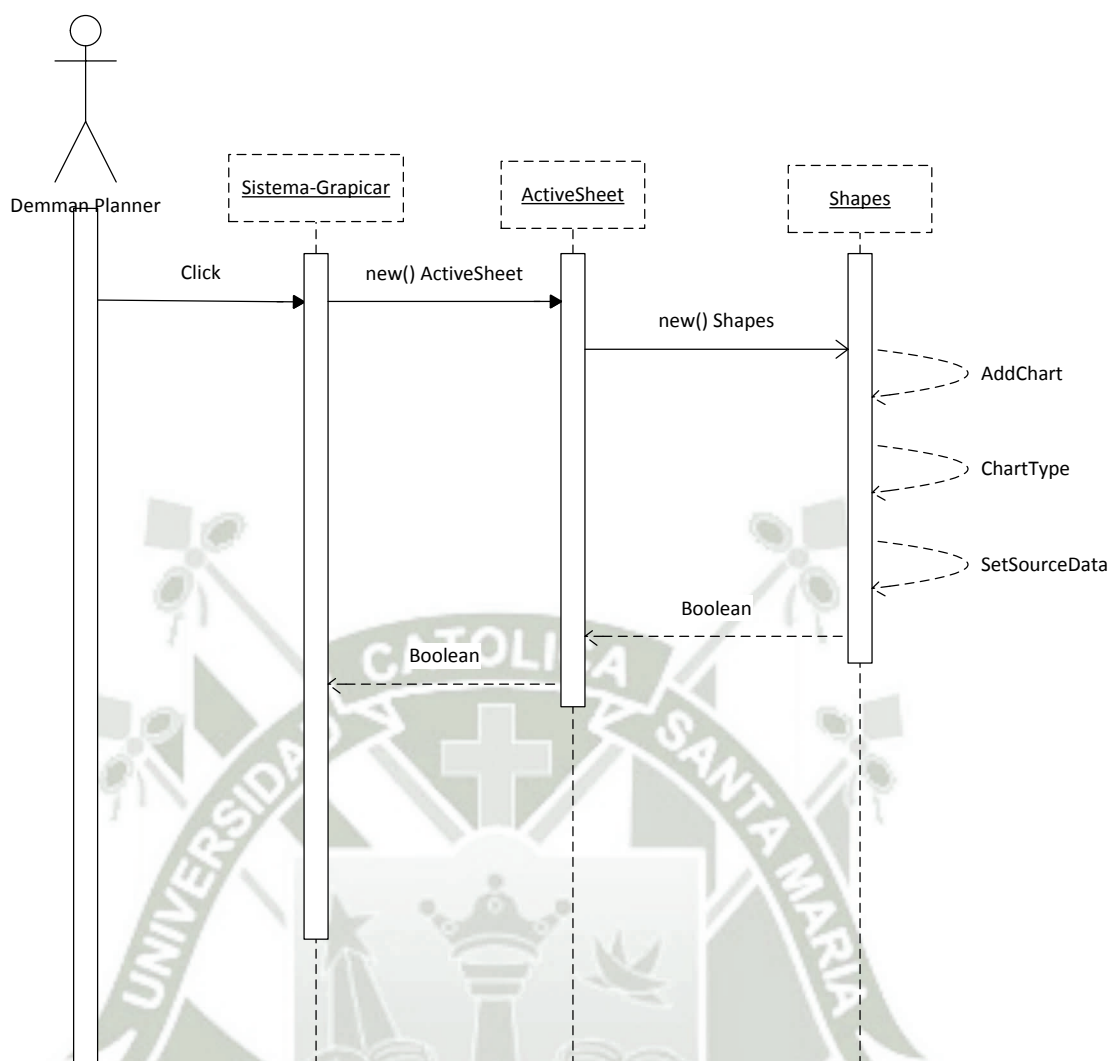 Demman Planner
Sistema-Grapicar
ActiveSheet
Shapes
Click
new() ActiveSheet
new() Shapes
AddChart
ChartType
SetSourceData
Boolean
Boolean
UNIVERSIDAD CATOLICA SANTA MARIA